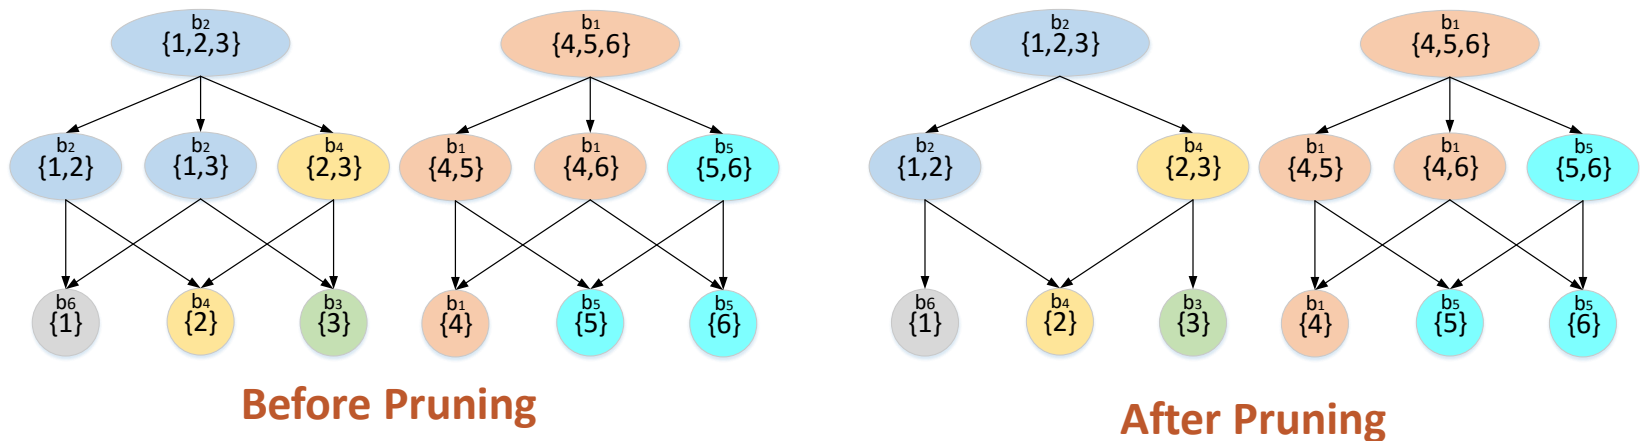 b2
{1,2,3}
b1
{4,5,6}
b2
{1,2}
b2
{1,3}
b4
{2,3}
b1
{4,5}
b1
{4,6}
b5
{5,6}
b6
{1}
b4
{2}
b3
{3}
b1
{4}
b5
{5}
b5
{6}
Before Pruning
b2
{1,2,3}
b1
{4,5,6}
b2
{1,2}
b4
{2,3}
b1
{4,5}
b1
{4,6}
b5
{5,6}
b6
{1}
b4
{2}
b3
{3}
b1
{4}
b5
{5}
b5
{6}
After Pruning